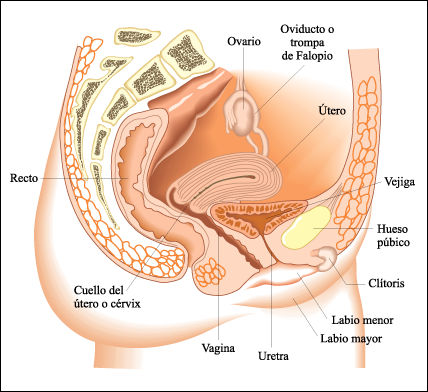 Ovario
Oviducto o
trompa
de Falopio
Útero
Recto
Vejiga
Hueso
púbico
Clítoris
Cuello del
útero o cérvix
Labio menor
Labio mayor
Vagina
Uretra